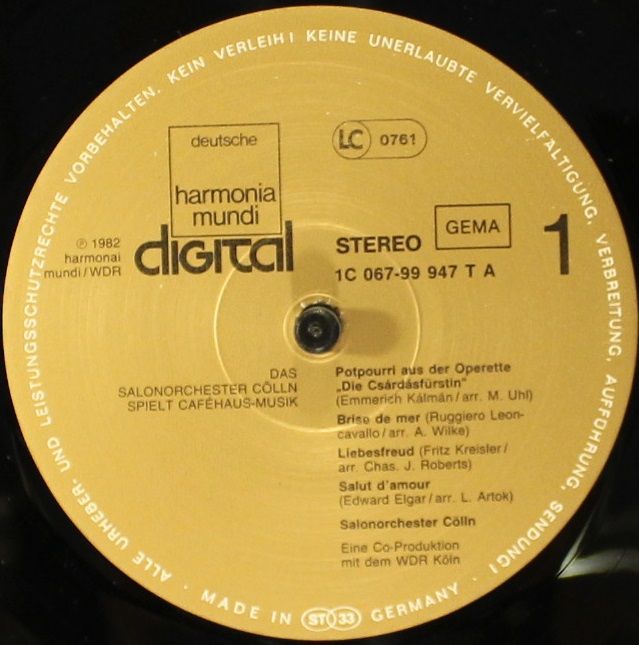 ALLE URHEBER- UND LEISTUNGSSCHUTZRECHTE VORBEHALTEN. KEIN VERLEIH! KEINE UNERLAUBTE VERVIELFÄLTIGUNG, VERBREITUNG, AUFFÜHRUNG, SENDUNG!
deutsche
harmonia
mundi
digital
LC 0761
℗ 1982
harmonai
mundi/WDR
STEREO
GEMA
1
1C 067-99 947 T A
DAS
SALONORCHESTER CÖLLN
SPIELT CAFÉHAUS-MUSIK
Potpourri aus der Operette
„Die Csárdásfürstin"
(Emmerich Kálmán/arr. M. Uhl)
Brise de mer (Ruggiero Leon-
cavallo/arr. A. Wilke)
Liebesfreud (Fritz Kreisler/
arr. Chas. J. Roberts)
Salut d'amour
(Edward Elgar/arr. L. Artok)
Salonorchester Cölln
Eine Co-Produktion
mit dem WDR Köln
· MADE IN ST 33 GERMANY ·